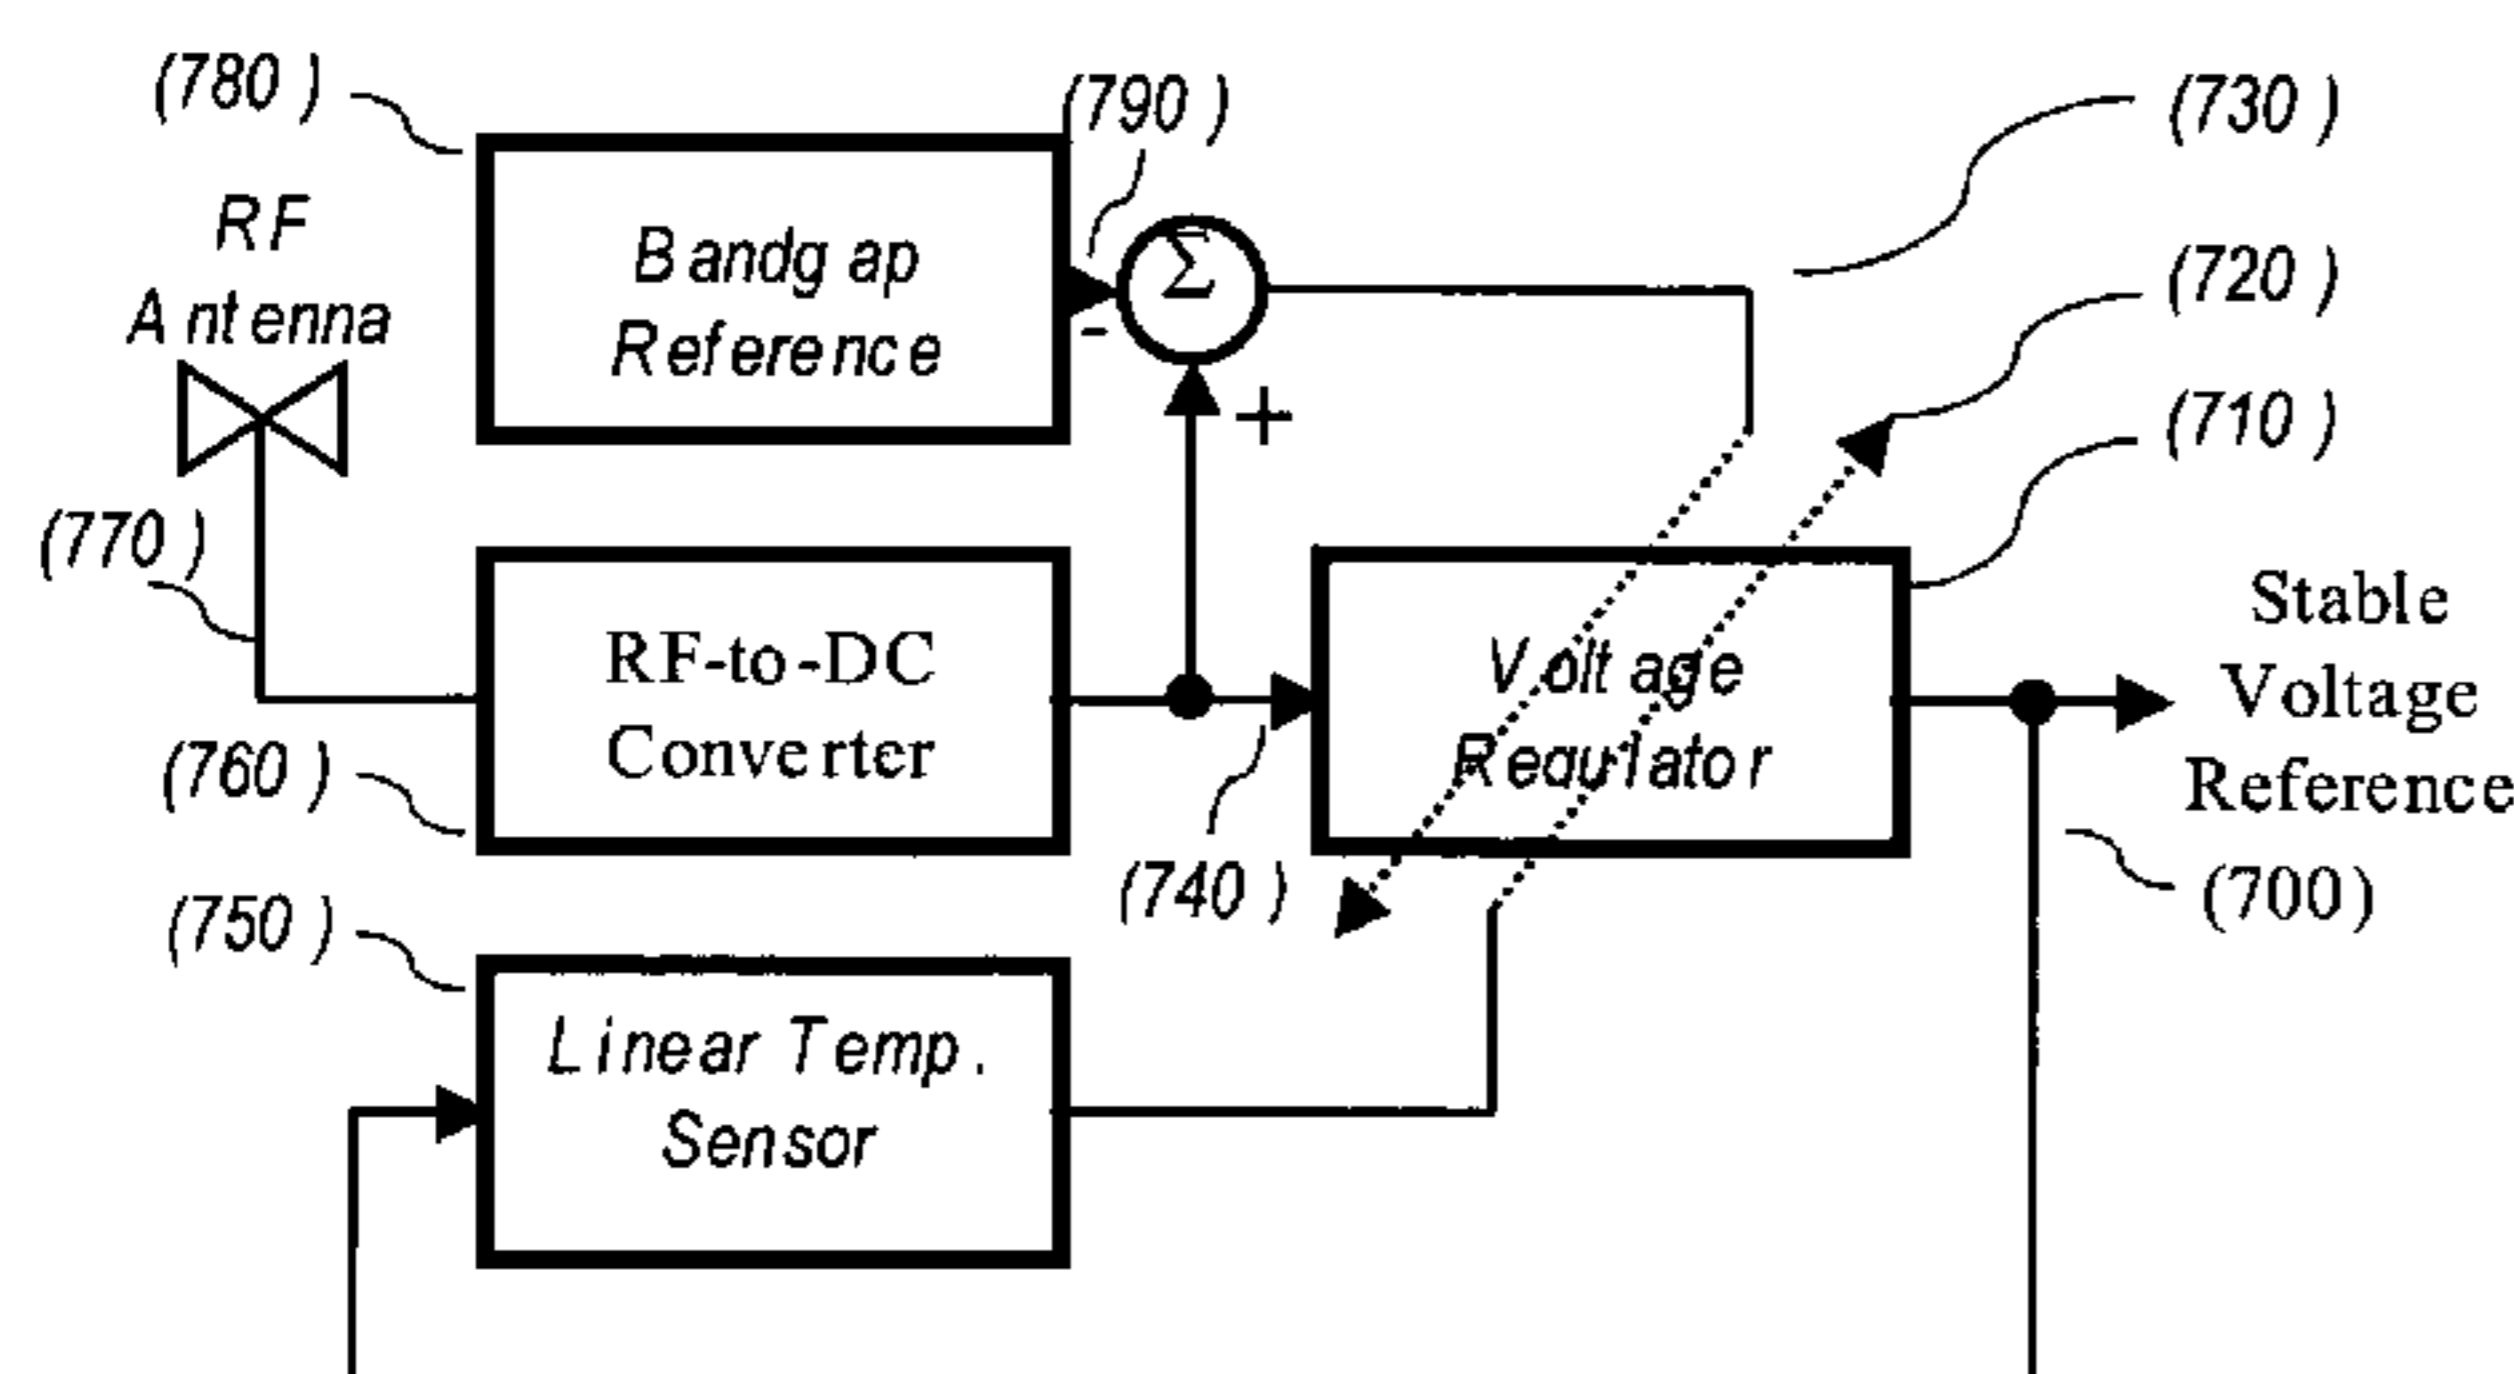 (780)
(790)
(730)
RF
Antenna
Bandgap
Reference
Σ
-
+
(720)
(710)
(770)
RF-to-DC
Converter
(760)
Voltage
Regulator
(740)
Stable
Voltage
Reference
(700)
(750)
Linear Temp.
Sensor